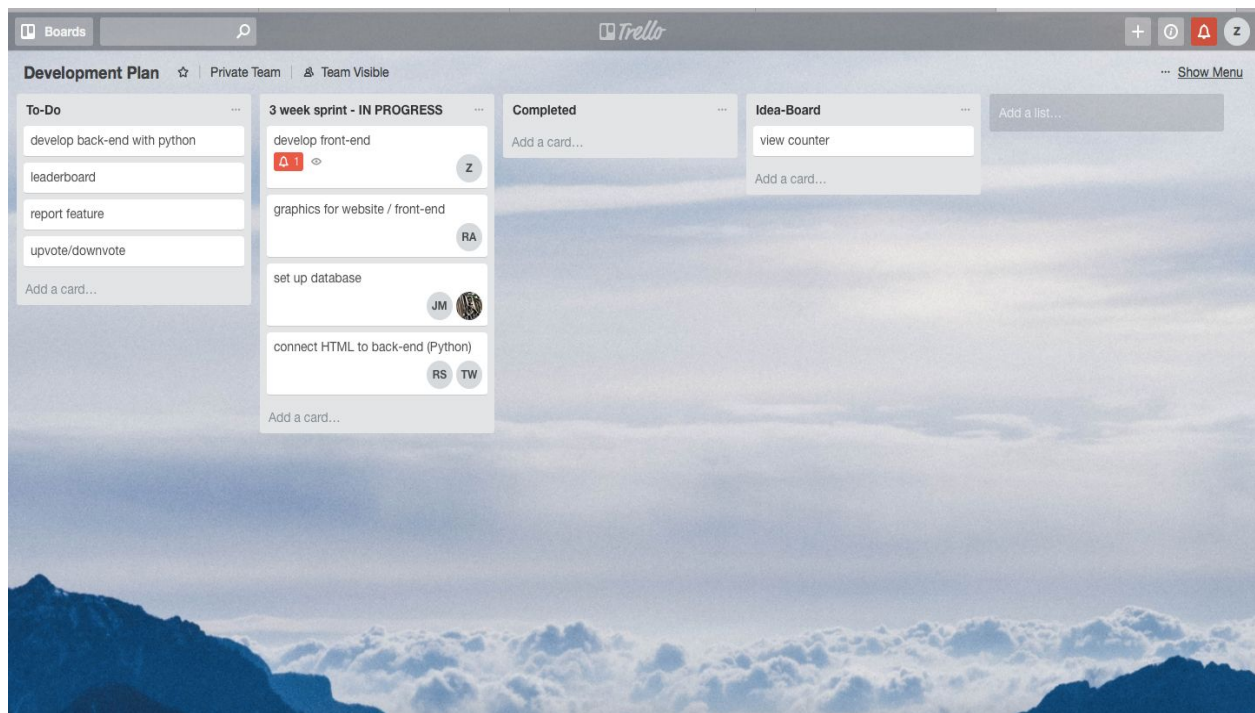 Boards
Trello
Z
Development Plan
Private Team
Team Visible
··· Show Menu
To-Do
develop back-end with python
leaderboard
report feature
upvote/downvote
Add a card...
3 week sprint - IN PROGRESS
develop front-end
1
Z
graphics for website / front-end
RA
set up database
JM
connect HTML to back-end (Python)
RS TW
Add a card...
Completed
Add a card...
Idea-Board
view counter
Add a card...
Add a list...